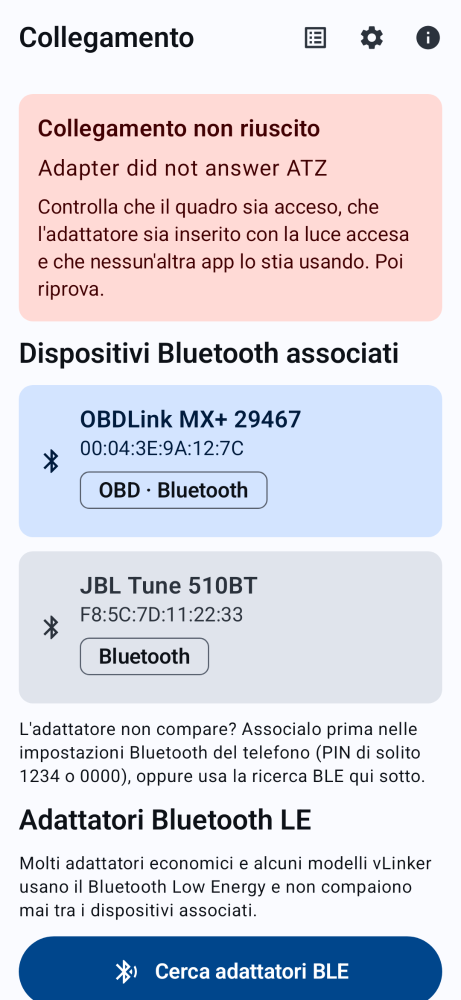 Collegamento
Collegamento non riuscito
Adapter did not answer ATZ
Controlla che il quadro sia acceso, che
l'adattatore sia inserito con la luce accesa
e che nessun'altra app lo stia usando. Poi
riprova.
Dispositivi Bluetooth associati
OBDLink MX+ 29467
00:04:3E:9A:12:7C
OBD · Bluetooth
JBL Tune 510BT
F8:5C:7D:11:22:33
Bluetooth
L'adattatore non compare? Associalo prima nelle
impostazioni Bluetooth del telefono (PIN di solito
1234 o 0000), oppure usa la ricerca BLE qui sotto.
Adattatori Bluetooth LE
Molti adattatori economici e alcuni modelli vLinker
usano il Bluetooth Low Energy e non compaiono
mai tra i dispositivi associati.
Cerca adattatori BLE